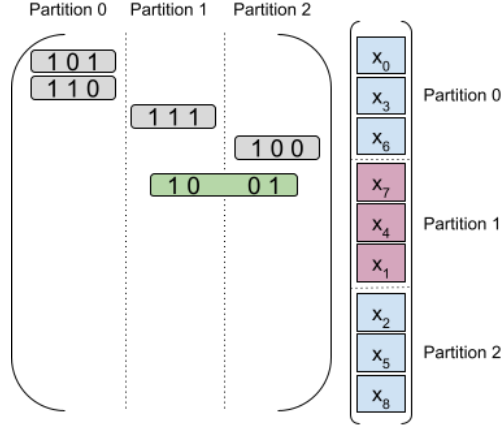 Partition 0 Partition 1 Partition 2
1 0 1
1 1 0
1 1 1
1 0 0
1 0 0 1
x0
x3
x6
Partition 0
x7
x4
x1
Partition 1
x2
x5
x8
Partition 2